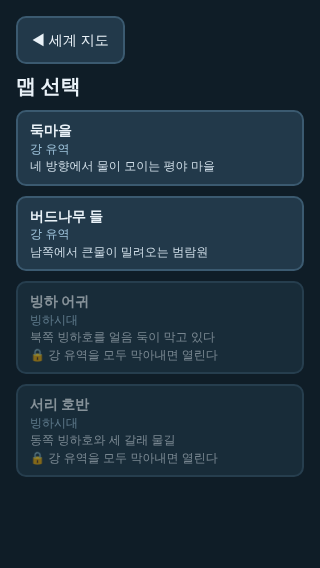 ◀ 세계 지도
맵 선택
둑마을
강 유역
네 방향에서 물이 모이는 평야 마을
버드나무 들
강 유역
남쪽에서 큰물이 밀려오는 범람원
빙하 어귀
빙하시대
북쪽 빙하호를 얼음 둑이 막고 있다
🔒 강 유역을 모두 막아내면 열린다
서리 호반
빙하시대
동쪽 빙하호와 세 갈래 물길
🔒 강 유역을 모두 막아내면 열린다